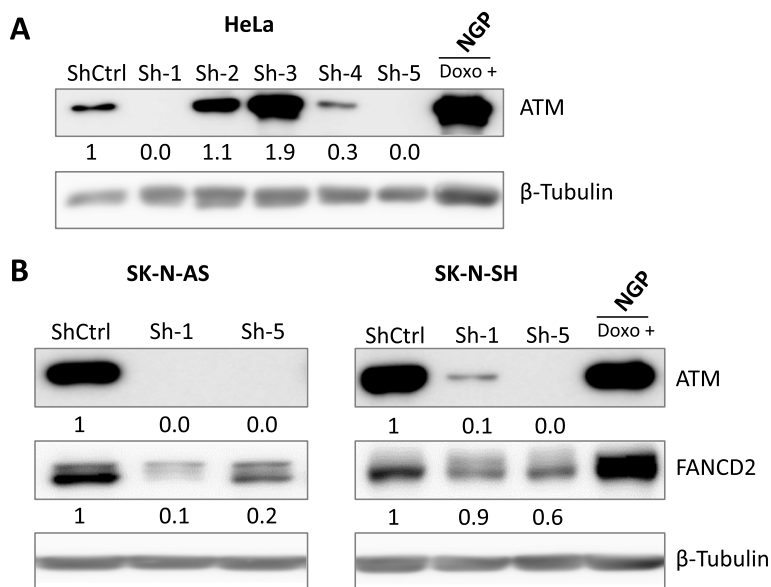 A
HeLa
NGP
ShCtrl Sh-1 Sh-2 Sh-3 Sh-4 Sh-5 Doxo +
ATM
1 0.0 1.1 1.9 0.3 0.0
β-Tubulin
B
SK-N-AS SK-N-SH
NGP
ShCtrl Sh-1 Sh-5 ShCtrl Sh-1 Sh-5 Doxo +
ATM
1 0.0 0.0 1 0.1 0.0
FANCD2
1 0.1 0.2 1 0.9 0.6
β-Tubulin